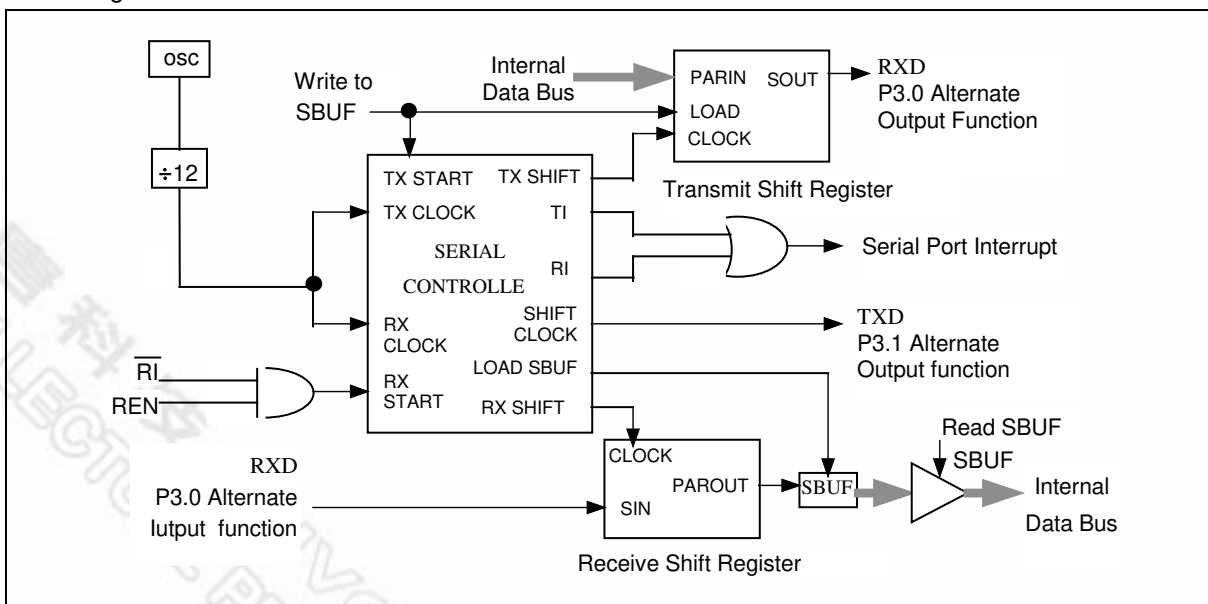 osc
÷12
Write to
SBUF
Internal
Data Bus
PARIN
SOUT
LOAD
CLOCK
RXD
P3.0 Alternate
Output Function
Transmit Shift Register
TX START
TX SHIFT
TX CLOCK
TI
SERIAL
CONTROLLE
RI
SHIFT
CLOCK
RX
CLOCK
LOAD SBUF
RX
START
RX SHIFT
Serial Port Interrupt
TXD
P3.1 Alternate
Output function
RI
REN
RXD
P3.0 Alternate
lutput function
CLOCK
SIN
PAROUT
Receive Shift Register
SBUF
Read SBUF
SBUF
Internal
Data Bus